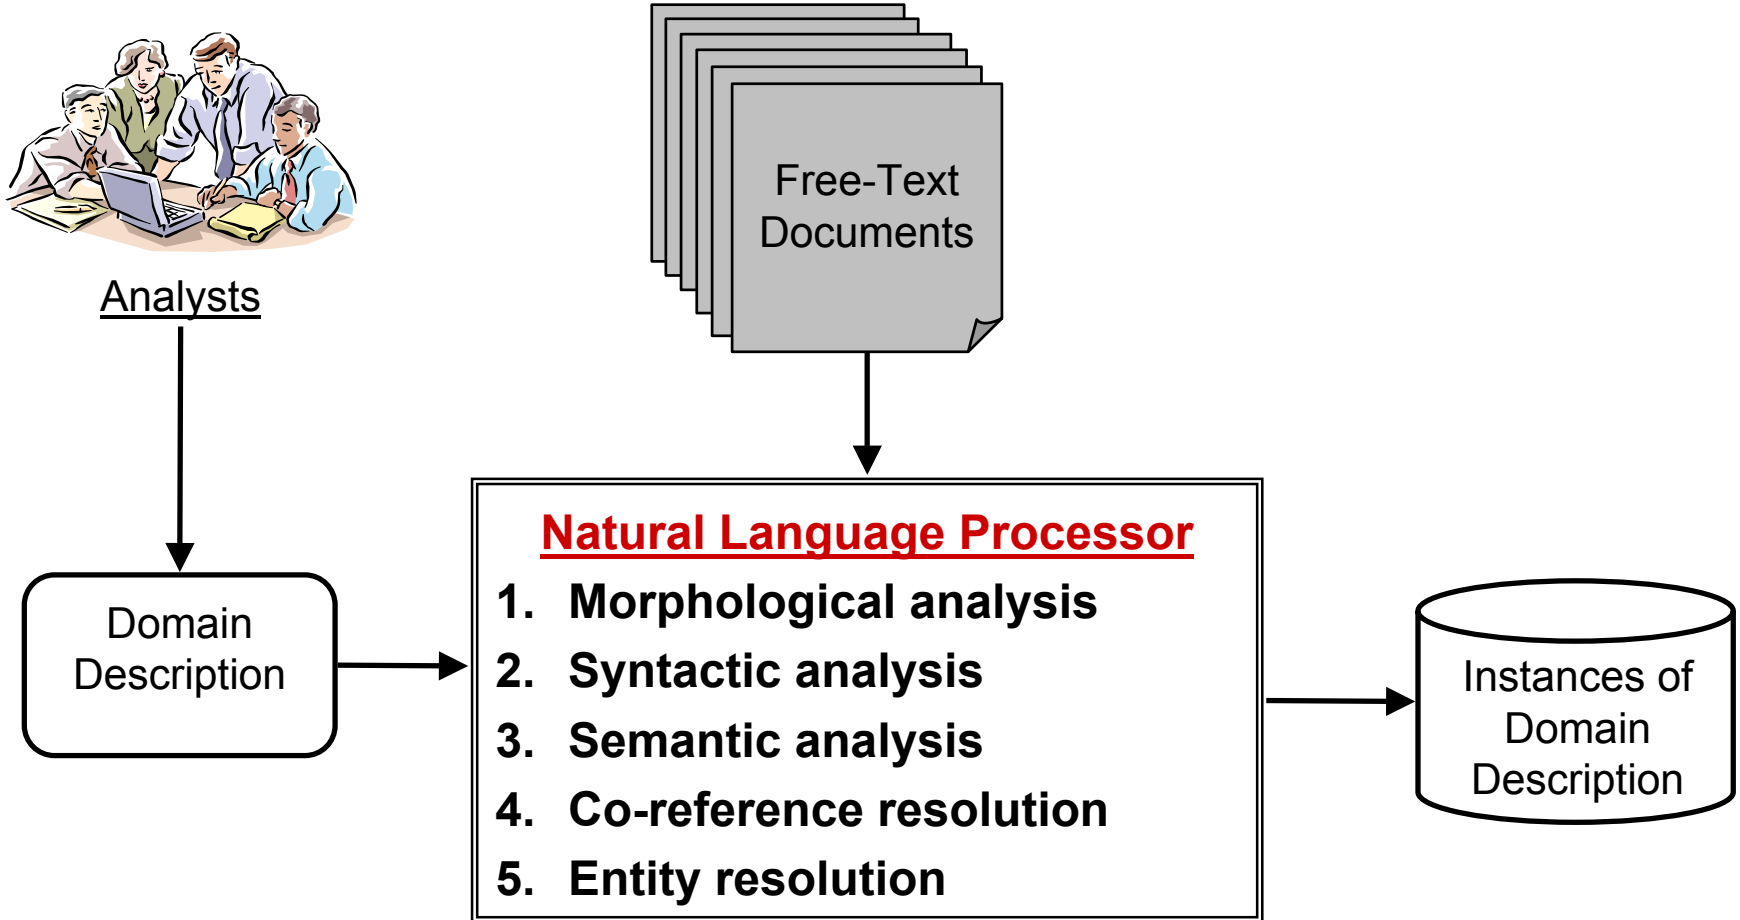 Free-Text
Documents
Analysts
Natural Language Processor
1. Morphological analysis
2. Syntactic analysis
3. Semantic analysis
4. Co-reference resolution
5. Entity resolution
Domain
Description
Instances of
Domain
Description